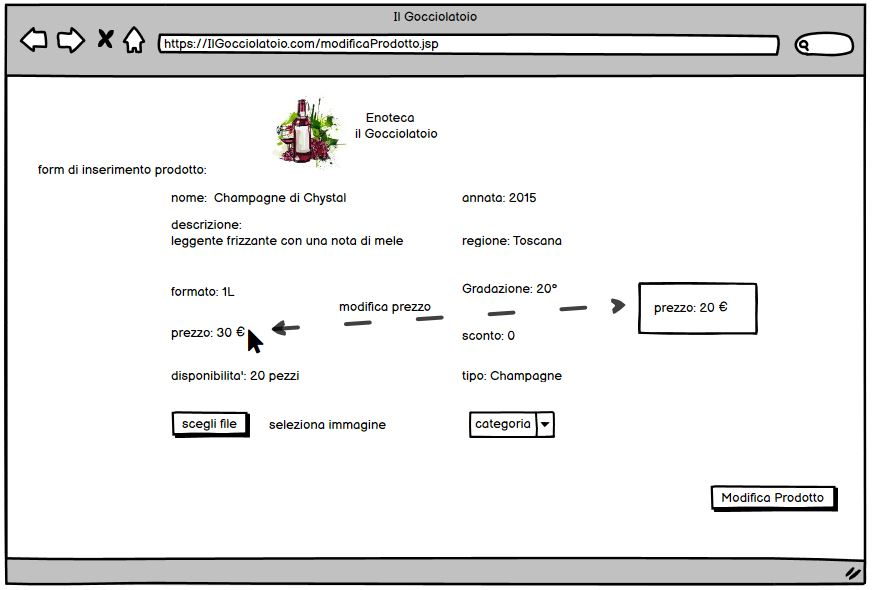 Il Gocciolatoio
https://IlGocciolatoio.com/modificaProdotto.jsp
Enoteca
il Gocciolatoio
form di inserimento prodotto:
nome: Champagne di Chystal
annata: 2015
descrizione:
leggente frizzante con una nota di mele
regione: Toscana
formato: 1L
Gradazione: 20°
modifica prezzo
prezzo: 20 €
prezzo: 30 €
sconto: 0
disponibilita': 20 pezzi
tipo: Champagne
scegli file
seleziona immagine
categoria
Modifica Prodotto